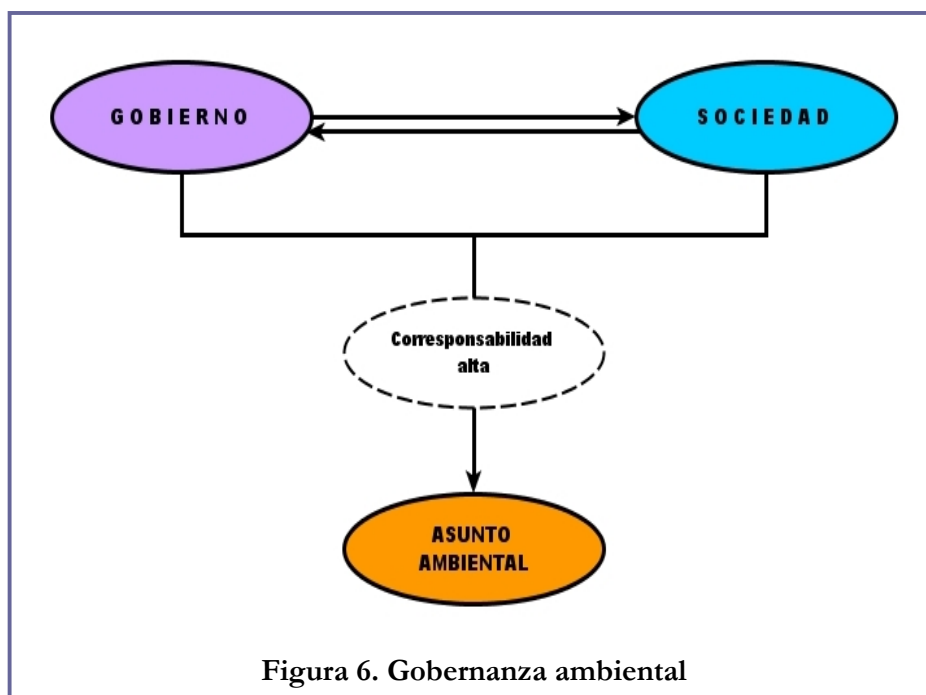 GOBIERNO
SOCIEDAD
Corresponsabilidad
alta
ASUNTO
AMBIENTAL
Figura 6. Gobernanza ambiental